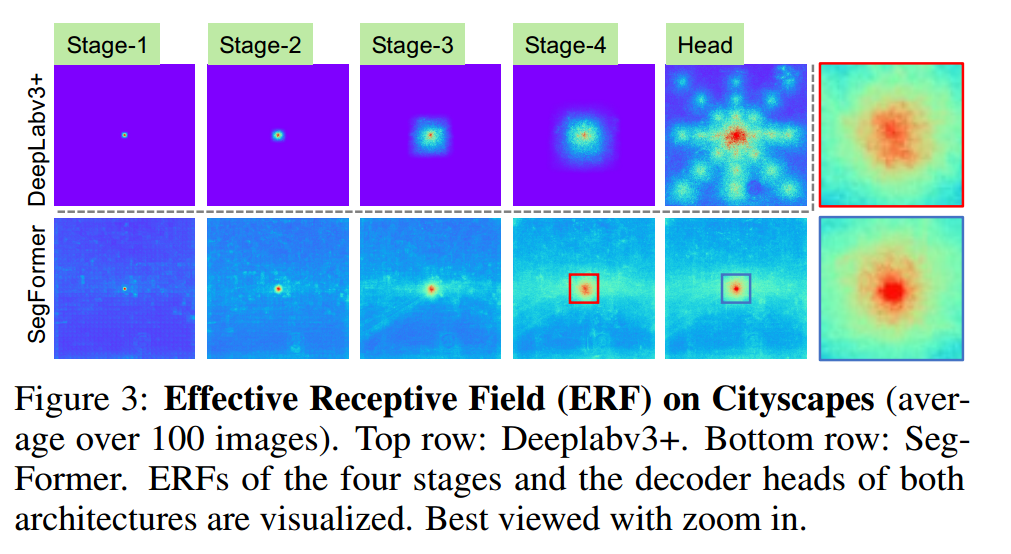 Stage-1 Stage-2 Stage-3 Stage-4 Head
DeepLabv3+
SegFormer
Figure 3: Effective Receptive Field (ERF) on Cityscapes (aver-
age over 100 images). Top row: Deeplabv3+. Bottom row: Seg-
Former. ERFs of the four stages and the decoder heads of both
architectures are visualized. Best viewed with zoom in.